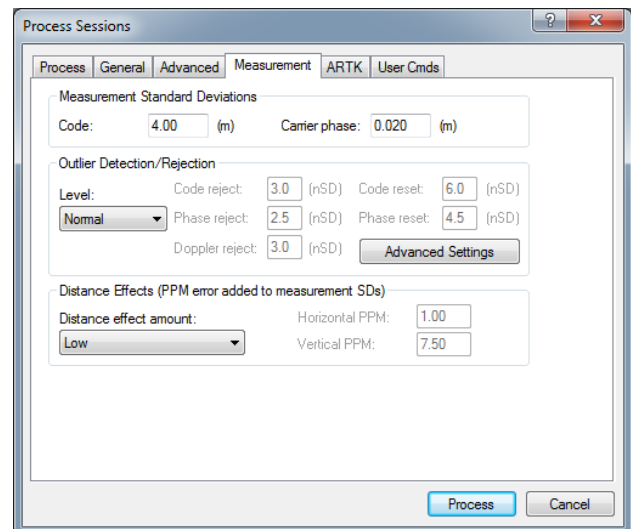 Process Sessions
Process General Advanced Measurement ARTK User Cmds
Measurement Standard Deviations
Code: 4.00 (m) Carrier phase: 0.020 (m)
Outlier Detection/Rejection
Level: Code reject: 3.0 (nSD) Code reset: 6.0 (nSD)
Normal Phase reject: 2.5 (nSD) Phase reset: 4.5 (nSD)
Doppler reject: 3.0 (nSD) Advanced Settings
Distance Effects (PPM error added to measurement SDs)
Distance effect amount: Horizontal PPM: 1.00
Low Vertical PPM: 7.50
Process Cancel